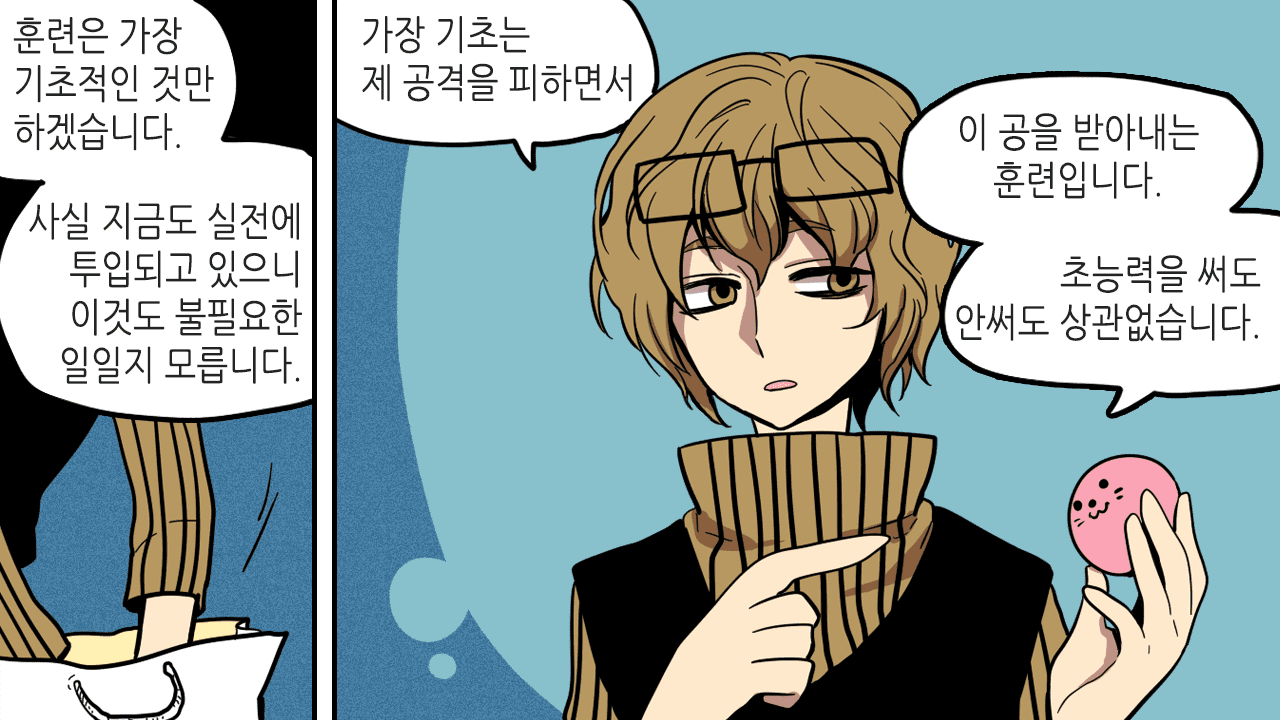 훈련은 가장
기초적인 것만
하겠습니다.
사실 지금도 실전에
투입되고 있으니
이것도 불필요한
일일지 모릅니다.
가장 기초는
제 공격을 피하면서
이 공을 받아내는
훈련입니다.
초능력을 써도
안써도 상관없습니다.